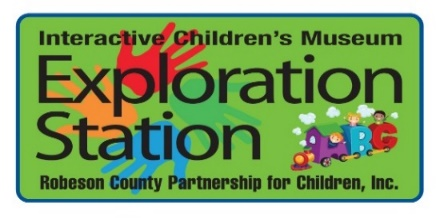 Interactive Children's Museum
Exploration
Station
ABC
Robeson County Partnership for Children, Inc.